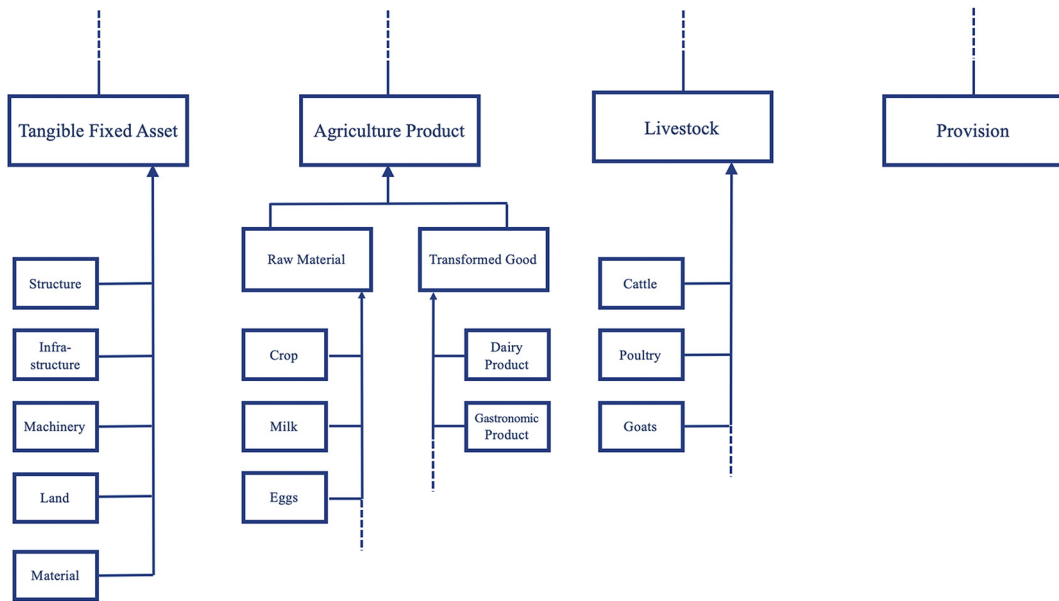 Tangible Fixed Asset
Agriculture Product
Livestock
Provision
Raw Material
Transformed Good
Structure
Infra-
structure
Machinery
Land
Material
Crop
Milk
Eggs
Dairy
Product
Gastronomic
Product
Cattle
Poultry
Goats